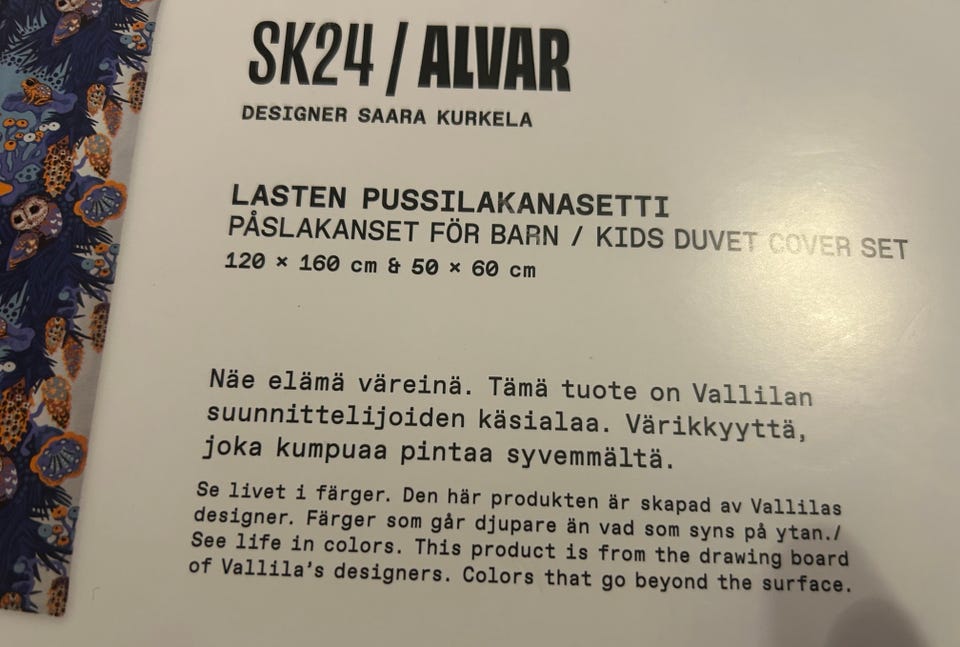 SK24 / ALVAR
DESIGNER SAARA KURKELA
LASTEN PUSSILAKANASETTI
PÅSLAKANSET FÖR BARN / KIDS DUVET COVER SET
120 × 160 cm & 50 × 60 cm
Näe elämä väreinä. Tämä tuote on Vallilan
suunnittelijoiden käsialaa. Värikkyyttä,
joka kumpuaa pintaa syvemmältä.
Se livet i färger. Den här produkten är skapad av Vallilas
designer. Färger som går djupare än vad som syns på ytan./
See life in colors. This product is from the drawing board
of Vallila's designers. Colors that go beyond the surface.